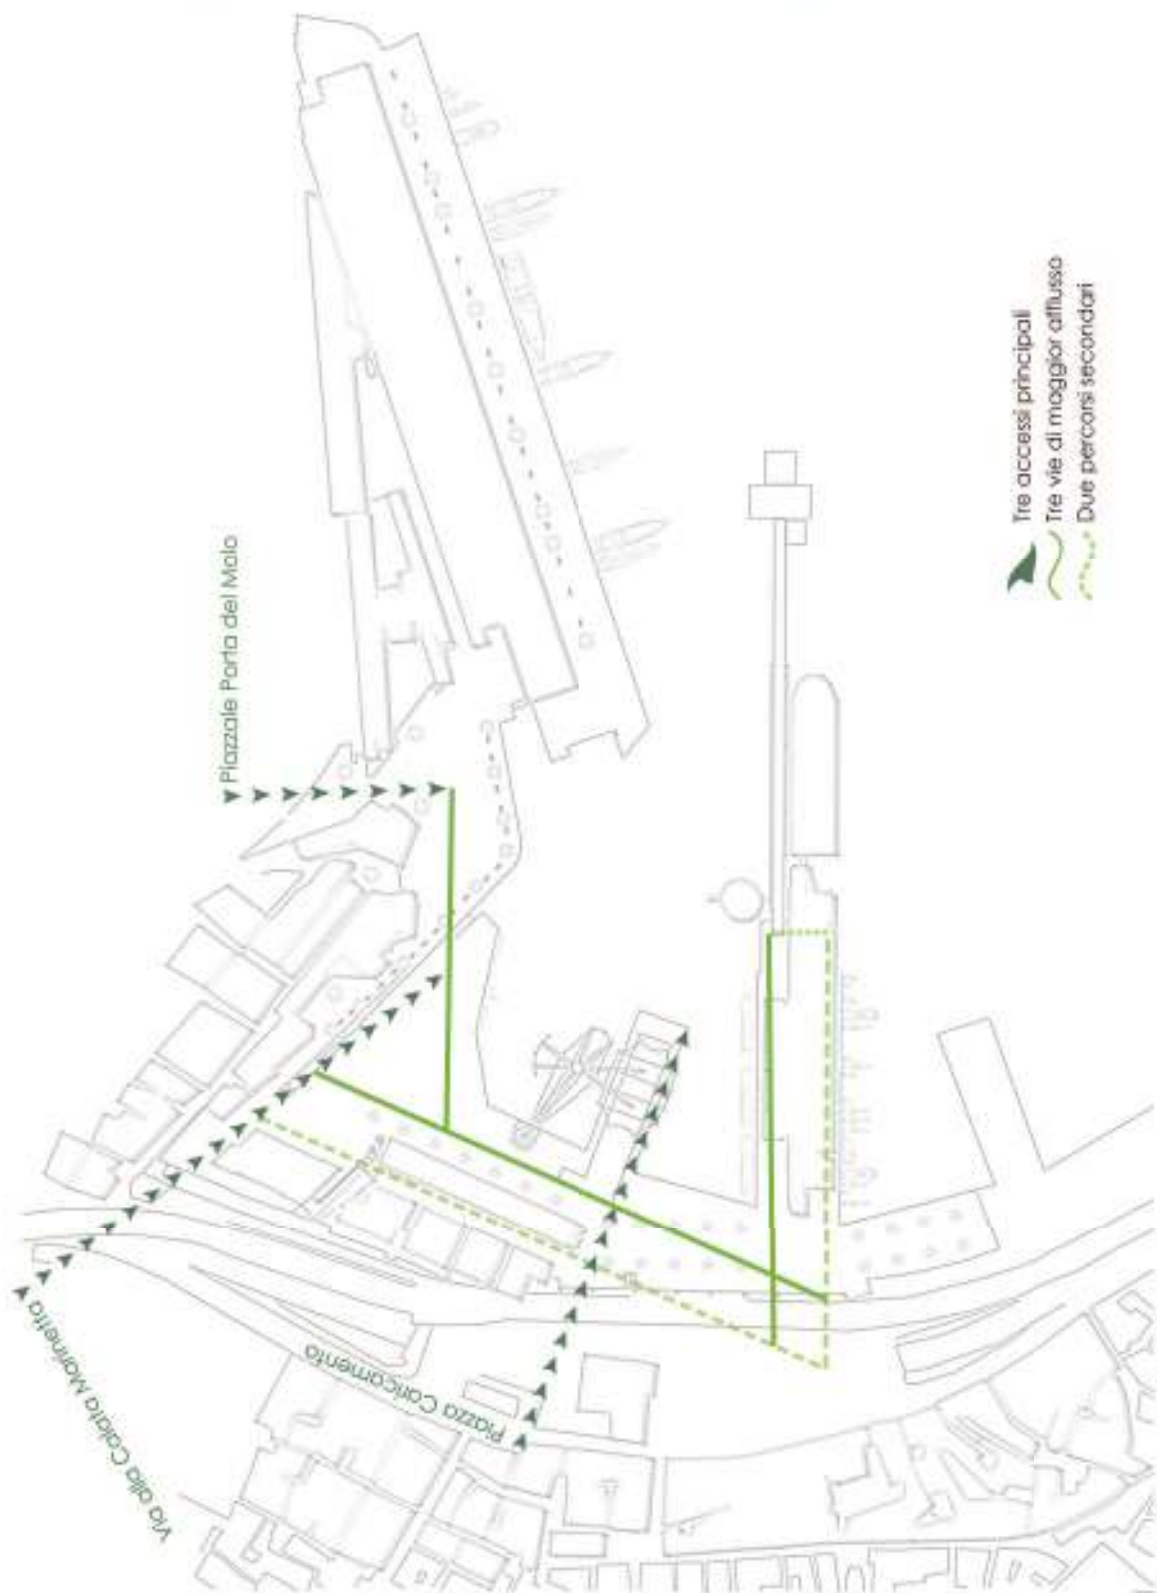 Piazzale Porta del Molo
Via alla Calata Marinetta
Piazza Caricamento
Tre accessi principali
Tre vie di maggior afflusso
Due percorsi secondari